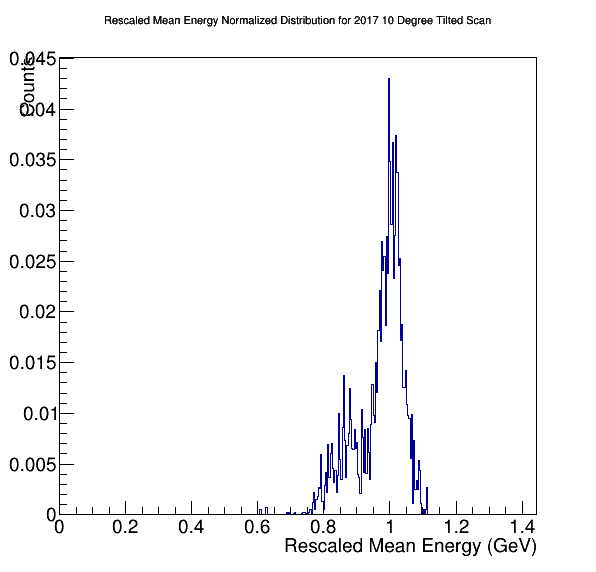 Rescaled Mean Energy Normalized Distribution for 2017 10 Degree Tilted Scan
Counts
0.045
0.04
0.035
0.03
0.025
0.02
0.015
0.01
0.005
0
0 0.2 0.4 0.6 0.8 1 1.2 1.4
Rescaled Mean Energy (GeV)